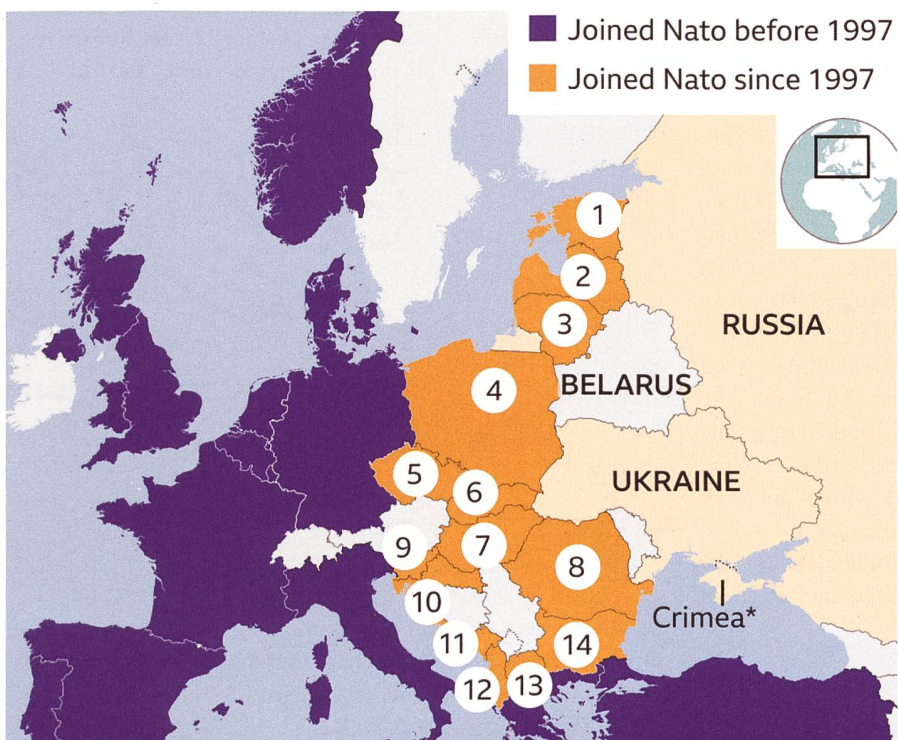 Joined Nato before 1997
Joined Nato since 1997
1
2
3
RUSSIA
4
BELARUS
5
6
UKRAINE
9
7
8
10
Crimea*
11
14
12
13